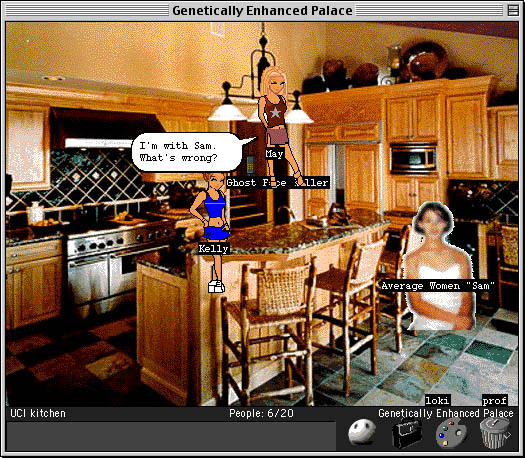 Genetically Enhanced Palace
I'm with Sam.
What's wrong?
May
Ghost Face Killer
Kelly
Average Women "Sam"
loki
prof
UCI kitchen
People: 6/20
Genetically Enhanced Palace